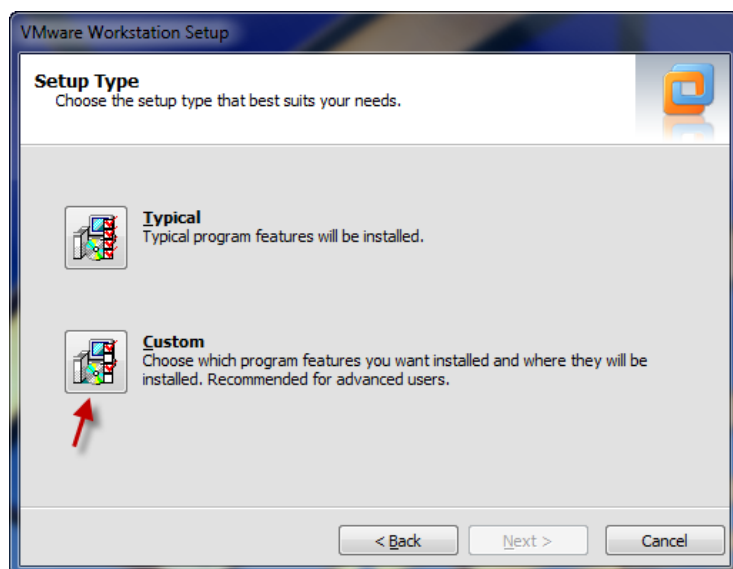 VMware Workstation Setup
Setup Type
Choose the setup type that best suits your needs.
Typical
Typical program features will be installed.
Custom
Choose which program features you want installed and where they will be
installed. Recommended for advanced users.
< Back
Next >
Cancel